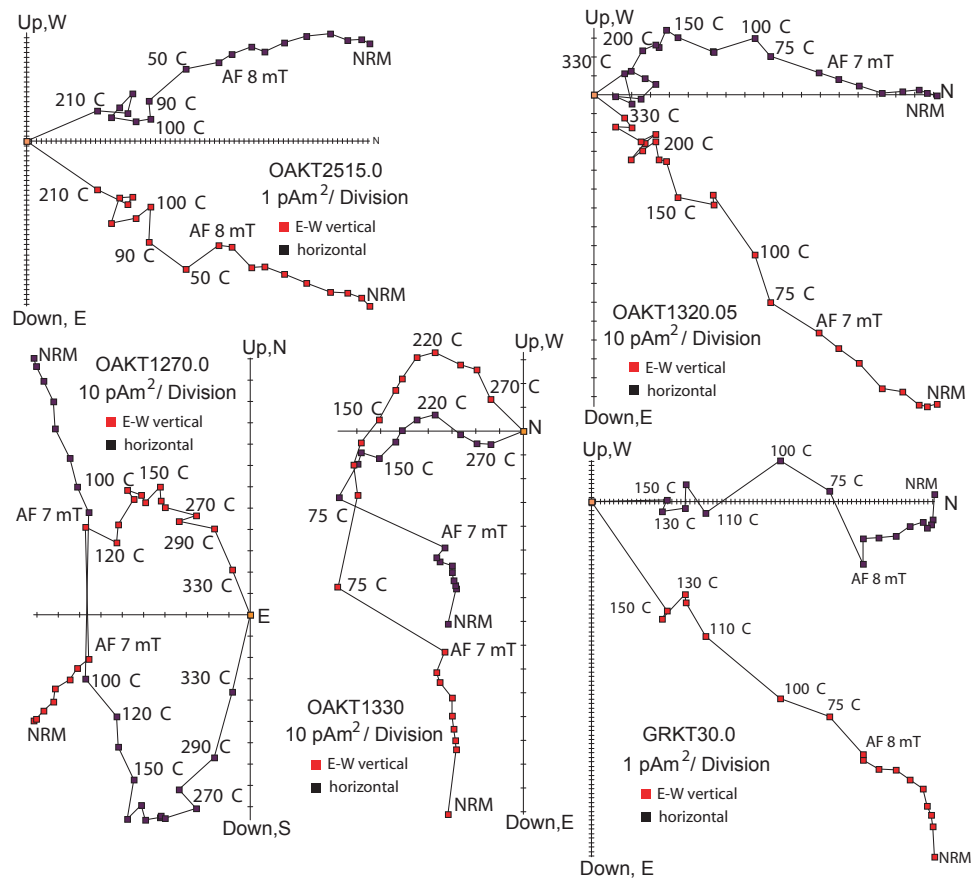 Up,W
50 C
AF 8 mT
NRM
210 C
90 C
100 C
N
OAKT2515.0
1 pAm²/ Division
E-W vertical
horizontal
210 C
100 C
90 C
AF 8 mT
50 C
NRM
Down, E
Up,W
150 C
100 C
200 C
75 C
330 C
AF 7 mT
N
NRM
330 C
200 C
150 C
100 C
75 C
AF 7 mT
OAKT1320.05
10 pAm²/ Division
E-W vertical
horizontal
NRM
Down,E
NRM
Up,N
OAKT1270.0
10 pAm²/ Division
E-W vertical
horizontal
100 C
150 C
270 C
AF 7 mT
120 C
290 C
330 C
E
AF 7 mT
100 C
NRM
120 C
330 C
290 C
150 C
270 C
Down,S
Up,W
220 C
270 C
150 C
220 C
N
150 C
270 C
75 C
AF 7 mT
75 C
NRM
AF 7 mT
OAKT1330
10 pAm²/ Division
E-W vertical
horizontal
NRM
Down,E
Up,W
100 C
75 C
NRM
150 C
N
130 C
110 C
AF 8 mT
130 C
150 C
110 C
100 C
75 C
AF 8 mT
GRKT30.0
1 pAm²/ Division
E-W vertical
horizontal
NRM
Down, E